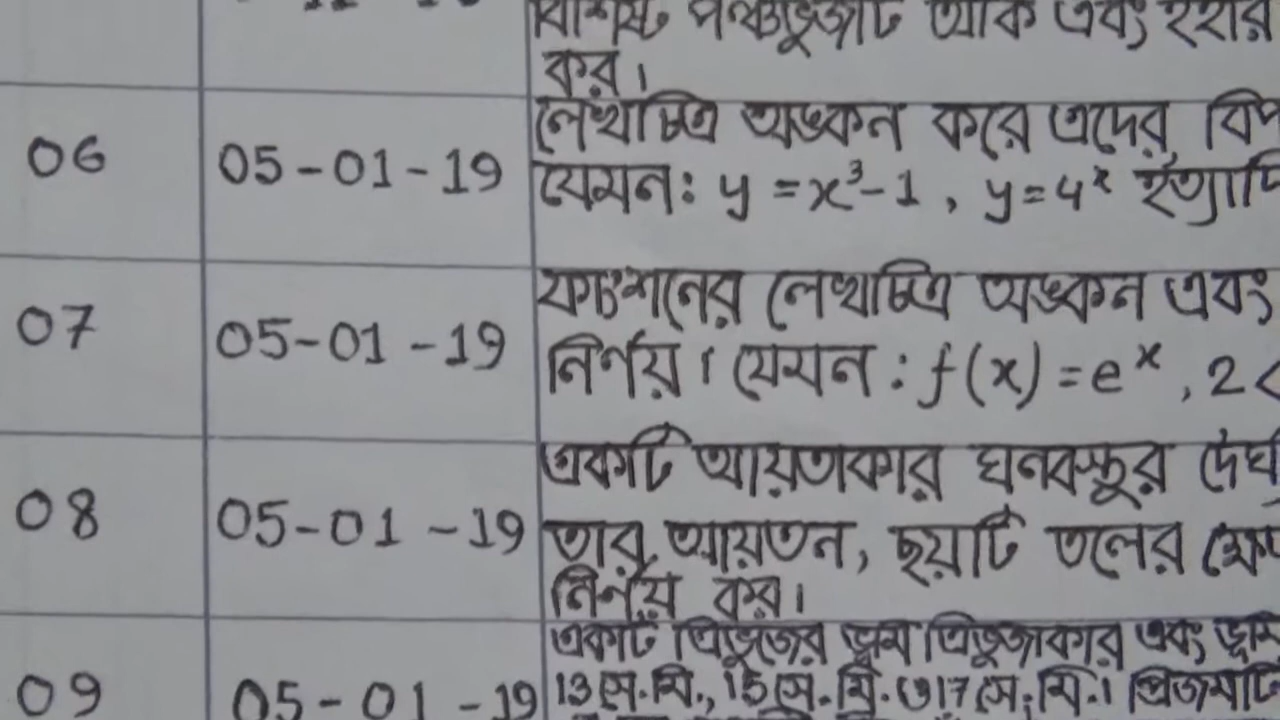 পঞ্চভুজটি আঁক এবং ইহার
কর।
লেখচিত্র অঙ্কন করে এদের
06 05-01-19 যেমন: y = x³-1, y=4ˣ
ফাংশনের লেখচিত্র অঙ্কন এবং
07 05-01-19 নির্ণয়। যেমন: f(x) = eˣ, 2<
একটি আয়তাকার ঘনবস্তুর
08 05-01-19 তার আয়তন, ছয়টি তলের
নির্ণয় কর।
একটি ত্রিভুজের ভূমি ত্রিভুজাকার এবং
09 05-01-19 13 সে.মি., 15 সে.মি. ও 17 সে.মি।